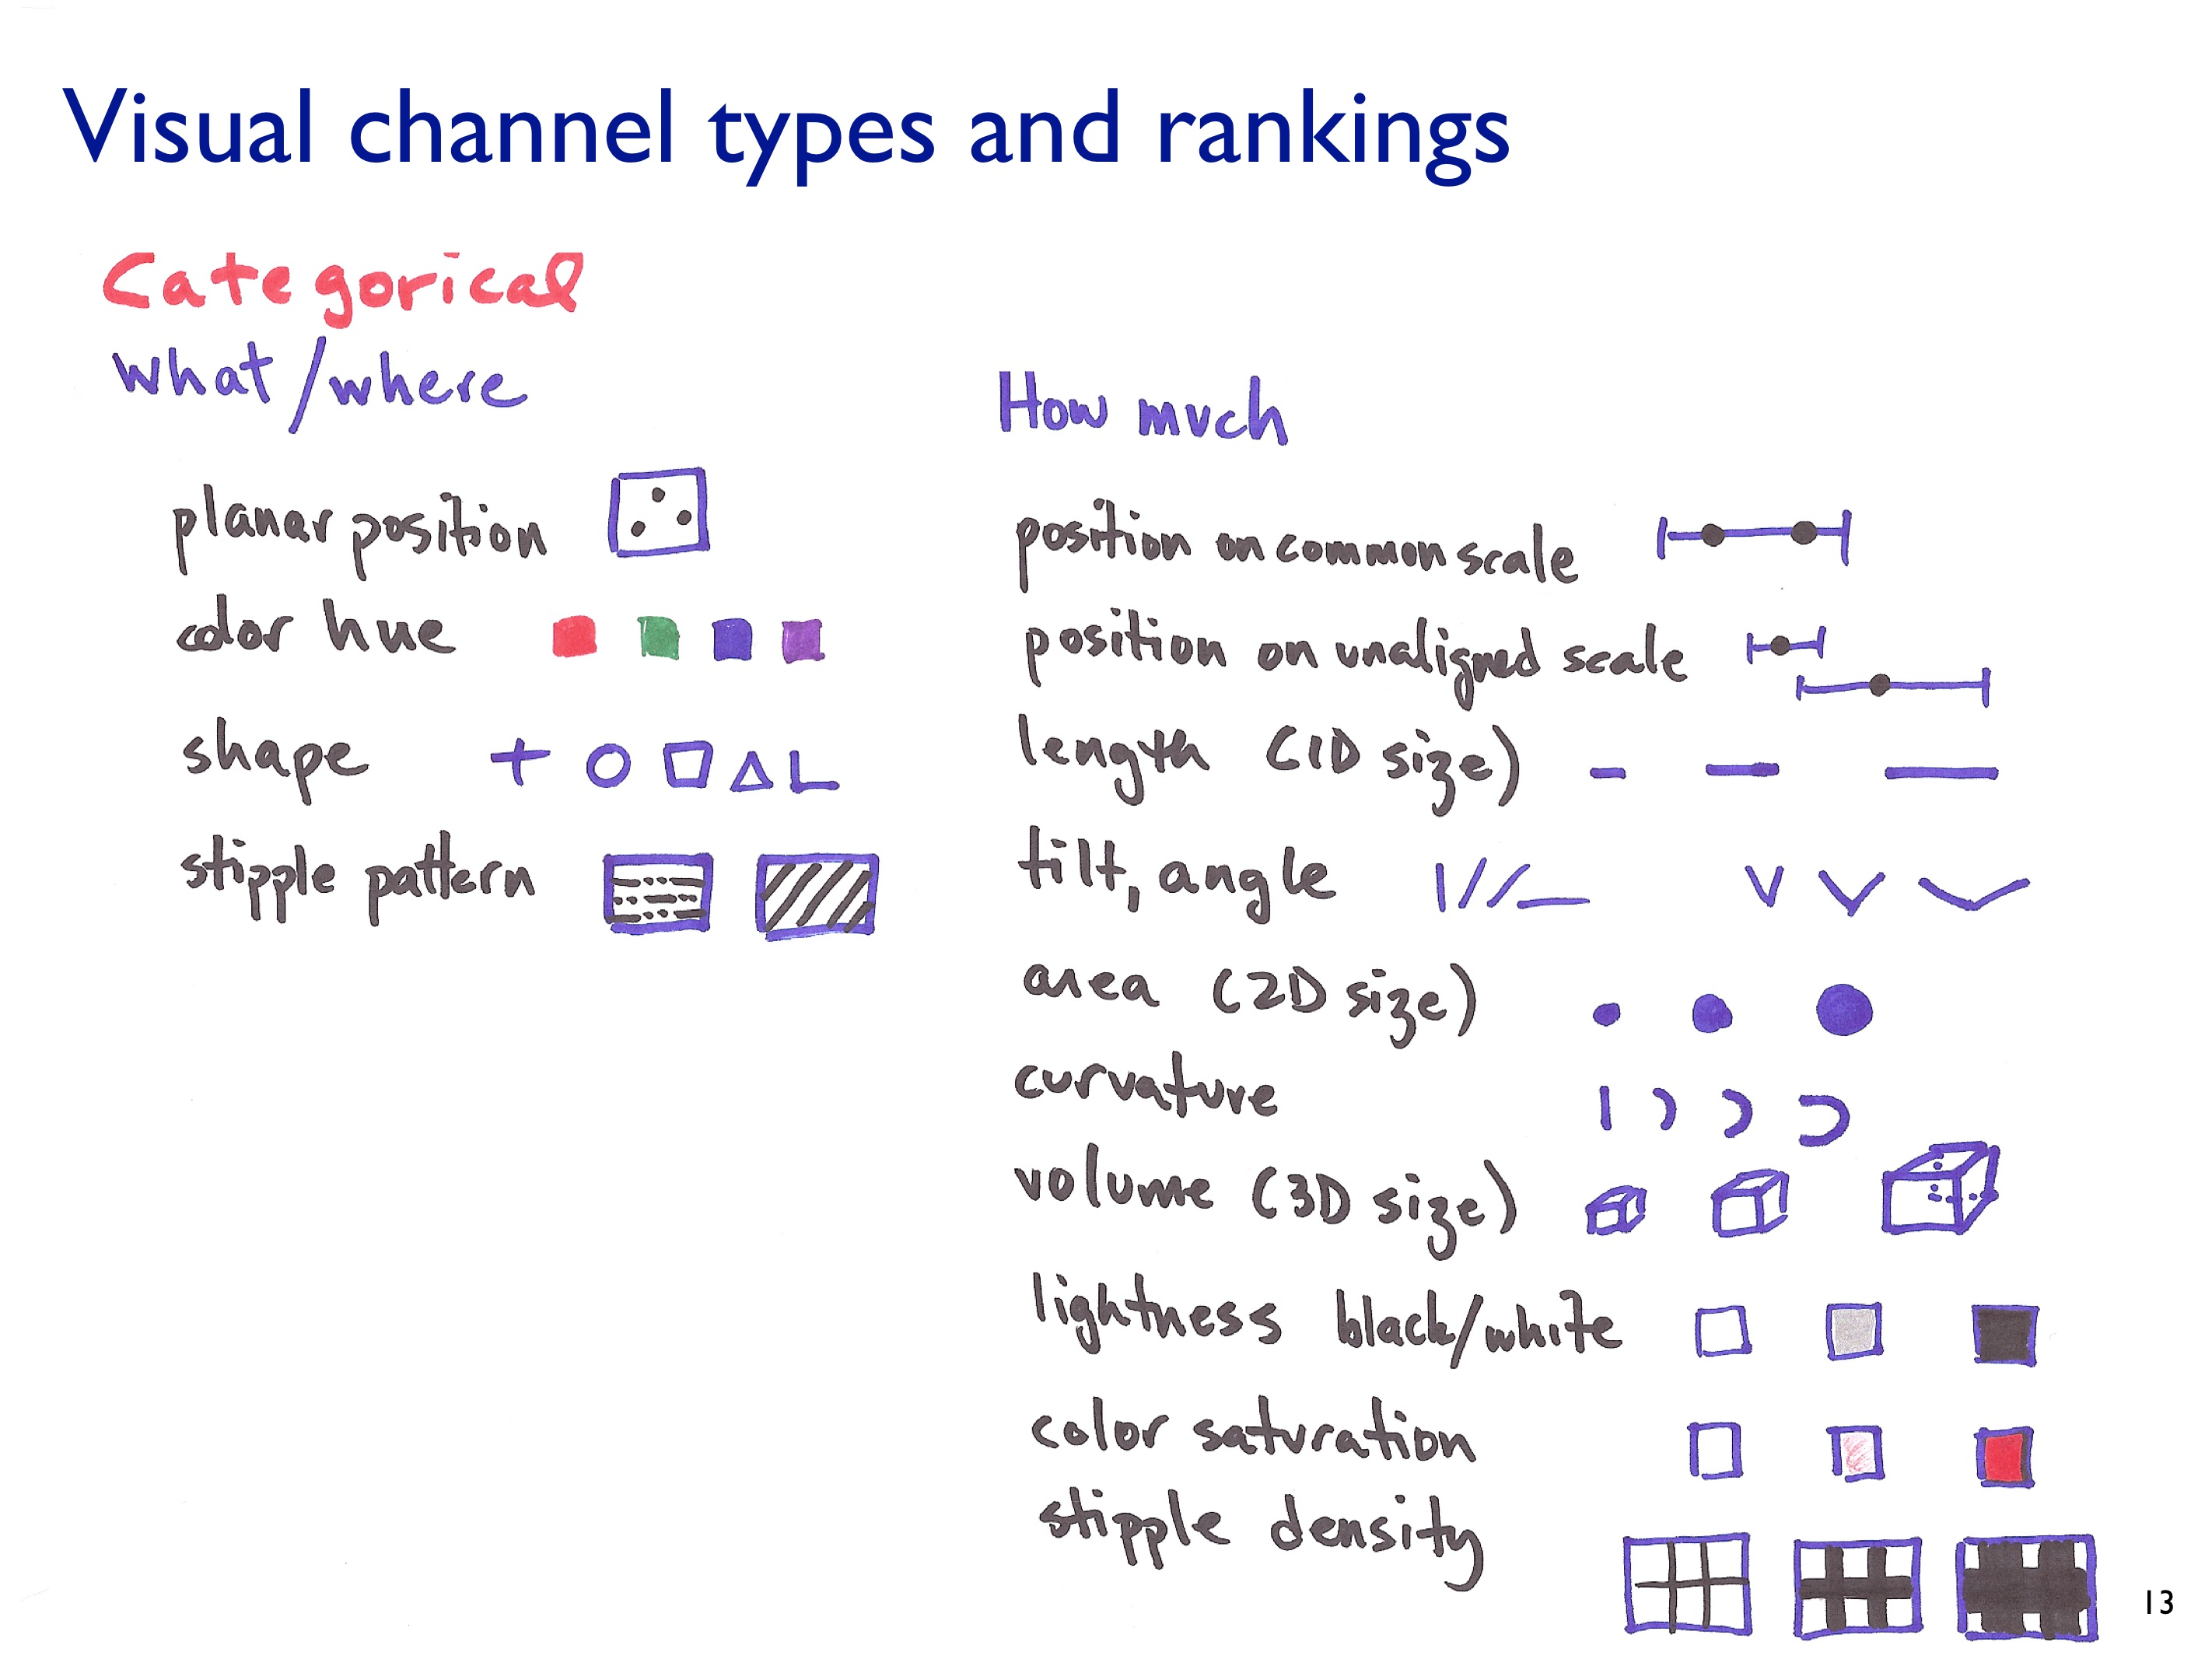 Visual channel types and rankings
Categorical
what/where
planar position
color hue
shape
stipple pattern
How much
position on common scale
position on unaligned scale
length (1D size)
tilt, angle
area (2D size)
curvature
volume (3D size)
lightness black/white
color saturation
stipple density
13